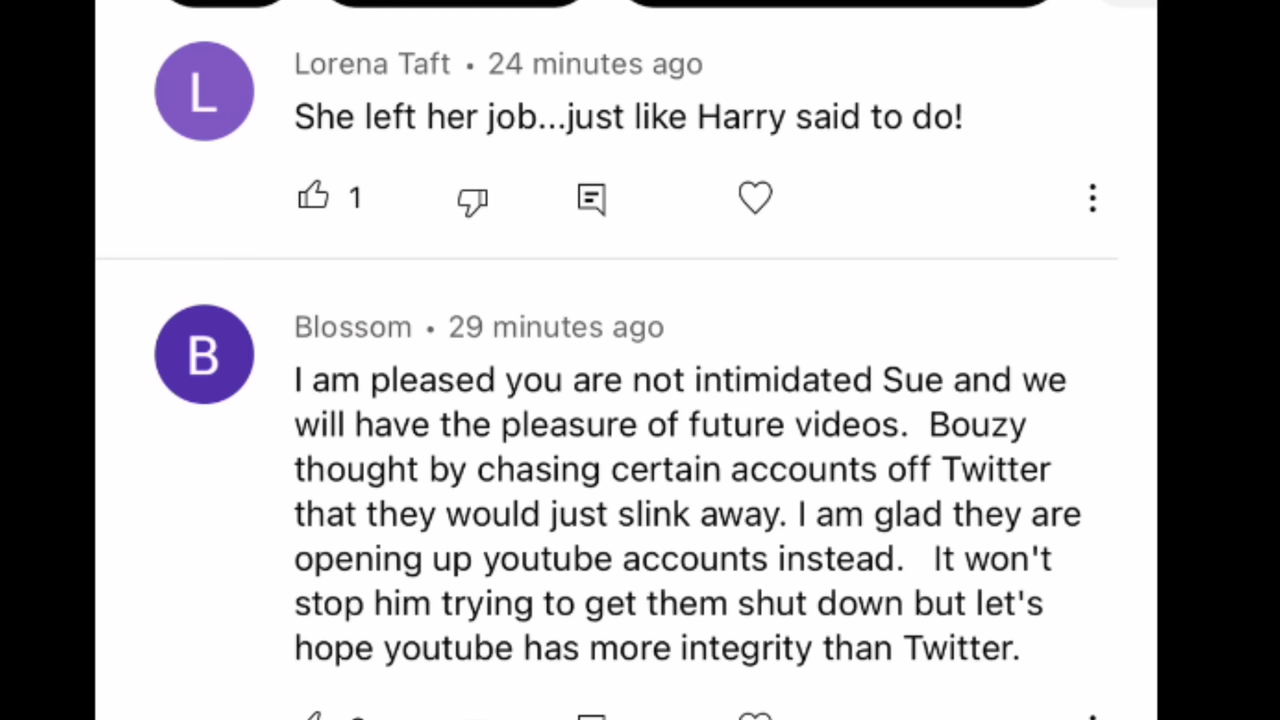 L
Lorena Taft • 24 minutes ago
She left her job...just like Harry said to do!
1
B
Blossom • 29 minutes ago
I am pleased you are not intimidated Sue and we
will have the pleasure of future videos.  Bouzy
thought by chasing certain accounts off Twitter
that they would just slink away. I am glad they are
opening up youtube accounts instead.   It won't
stop him trying to get them shut down but let's
hope youtube has more integrity than Twitter.